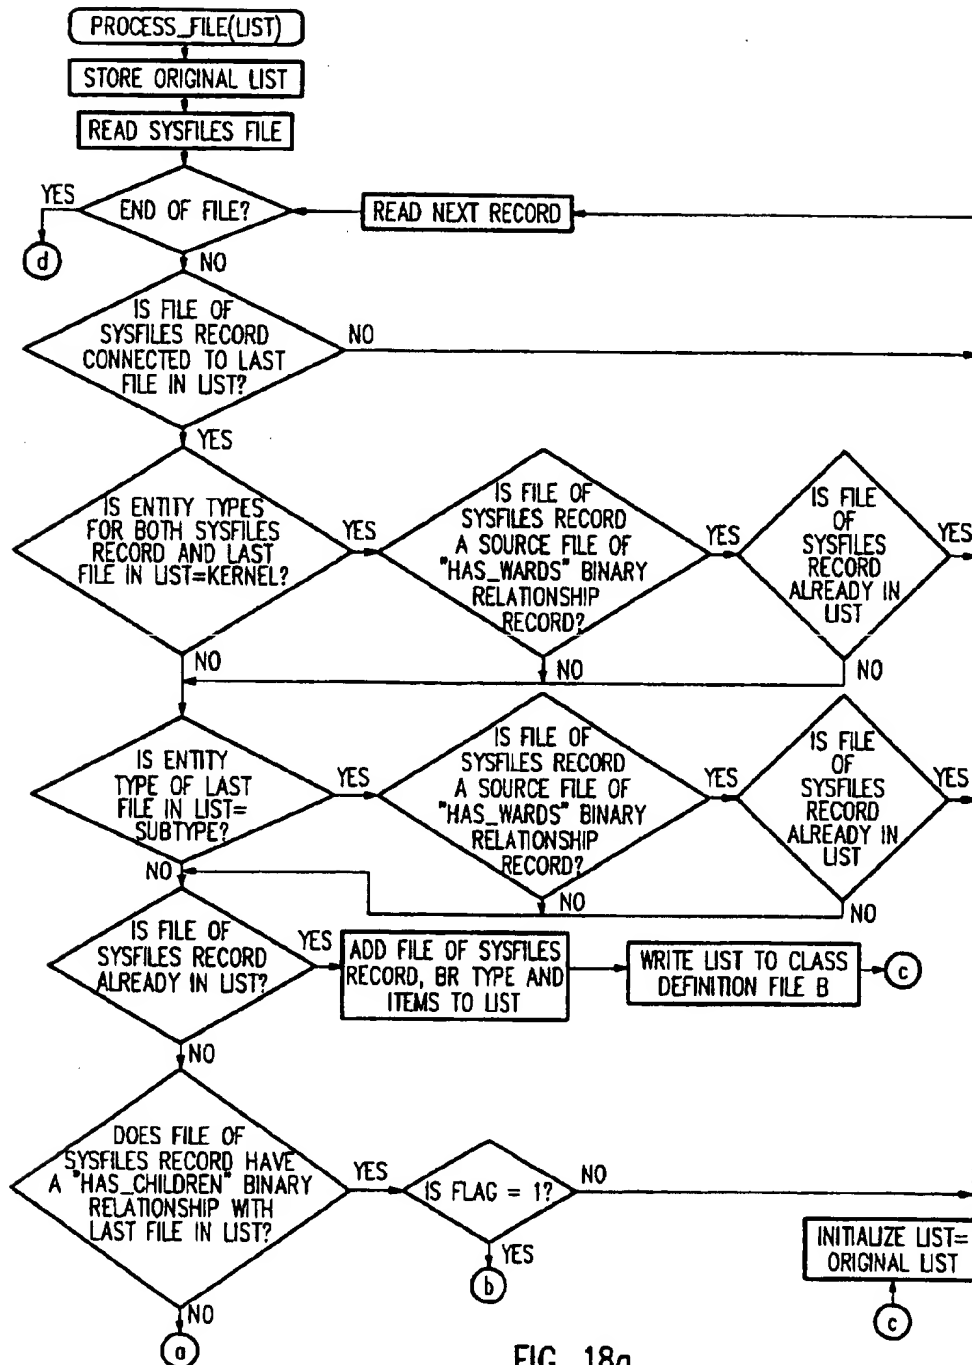 PROCESS_FILE(LIST)
STORE ORIGINAL LIST
READ SYSFILES FILE
YES
END OF FILE?
READ NEXT RECORD
d
NO
IS FILE OF
SYSFILES RECORD
CONNECTED TO LAST
FILE IN LIST?
NO
YES
IS ENTITY TYPES
FOR BOTH SYSFILES
RECORD AND LAST
FILE IN LIST=KERNEL?
YES
IS FILE OF
SYSFILES RECORD
A SOURCE FILE OF
"HAS_WARDS" BINARY
RELATIONSHIP
RECORD?
YES
IS FILE
OF
SYSFILES
RECORD
ALREADY IN
LIST
YES
NO
NO
NO
IS ENTITY
TYPE OF LAST
FILE IN LIST=
SUBTYPE?
YES
IS FILE OF
SYSFILES RECORD
A SOURCE FILE OF
"HAS_WARDS" BINARY
RELATIONSHIP
RECORD?
YES
IS FILE
OF
SYSFILES
RECORD
ALREADY IN
LIST
YES
NO
NO
NO
IS FILE OF
SYSFILES RECORD
ALREADY IN LIST?
YES
ADD FILE OF SYSFILES
RECORD, BR TYPE AND
ITEMS TO LIST
WRITE LIST TO CLASS
DEFINITION FILE B
c
NO
DOES FILE OF
SYSFILES RECORD HAVE
A "HAS_CHILDREN" BINARY
RELATIONSHIP WITH
LAST FILE IN LIST?
YES
IS FLAG = 1?
NO
YES
b
INITIALIZE LIST=
ORIGINAL LIST
c
NO
a
FIG. 18a